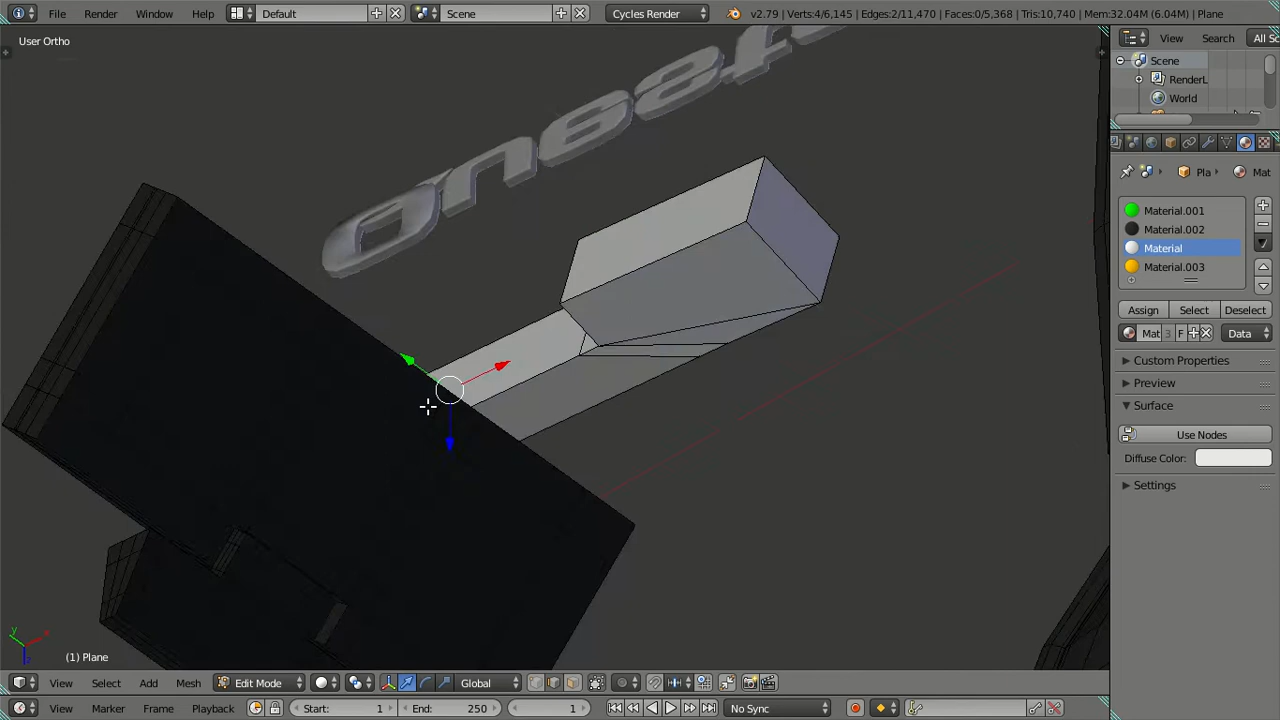 File Render Window Help Default Scene Cycles Render v2.79 | Verts:4/6,145 | Edges:2/11,470 | Faces:0/5,368 | Tris:10,740 | Mem:32.04M (6.04M) | Plane
User Ortho
View Search All Sc
Scene
RenderL
World
Pla Mat
Material.001
Material.002
Material
Material.003
Assign Select Deselect
Mat 3 F Data
Custom Properties
Preview
Surface
Use Nodes
Diffuse Color:
Settings
y x z
(1) Plane
View Select Add Mesh Edit Mode Global
View Marker Frame Playback Start: 1 End: 250 1 No Sync